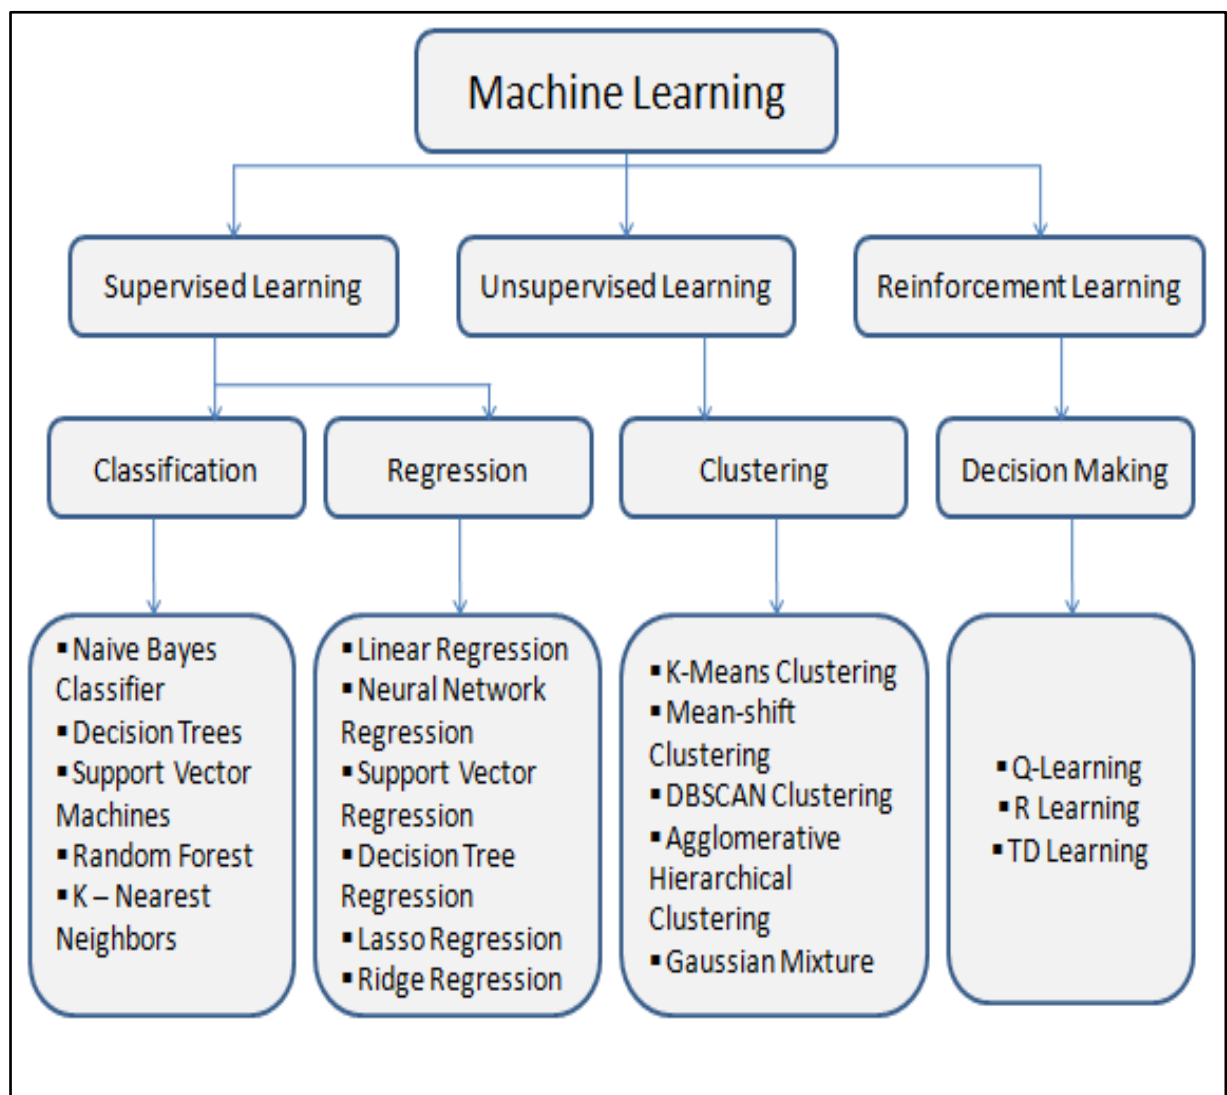 Machine Learning
Supervised Learning
Unsupervised Learning
Reinforcement Learning
Classification
Regression
Clustering
Decision Making
▪ Naive Bayes
Classifier
▪ Decision Trees
▪ Support Vector
Machines
▪ Random Forest
▪ K – Nearest
Neighbors
▪ Linear Regression
▪ Neural Network
Regression
▪ Support Vector
Regression
▪ Decision Tree
Regression
▪ Lasso Regression
▪ Ridge Regression
▪ K-Means Clustering
▪ Mean-shift
Clustering
▪ DBSCAN Clustering
▪ Agglomerative
Hierarchical
Clustering
▪ Gaussian Mixture
▪ Q-Learning
▪ R Learning
▪ TD Learning